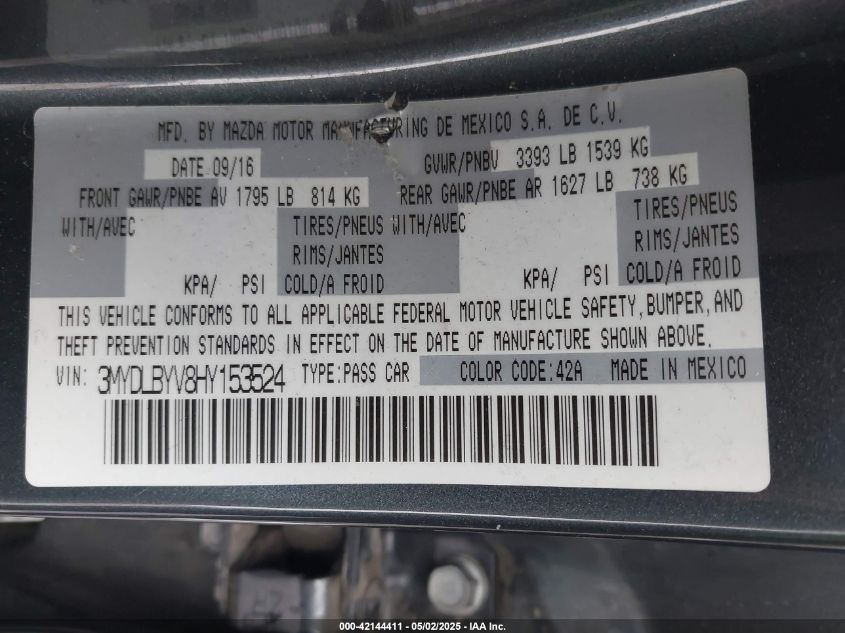 MFD. BY MAZDA MOTOR MANUFACTURING DE MEXICO S.A. DE C.V.
DATE 09/16 GVWR/PNBV 3393 LB 1539 KG
FRONT GAWR/PNBE AV 1795 LB 814 KG REAR GAWR/PNBE AR 1627 LB 738 KG
WITH/AVEC TIRES/PNEUS WITH/AVEC TIRES/PNEUS
RIMS/JANTES RIMS/JANTES
KPA/ PSI COLD/A FROID KPA/ PSI COLD/A FROID
THIS VEHICLE CONFORMS TO ALL APPLICABLE FEDERAL MOTOR VEHICLE SAFETY, BUMPER, AND
THEFT PREVENTION STANDARDS IN EFFECT ON THE DATE OF MANUFACTURE SHOWN ABOVE.
VIN: 3MYDLBYV8HY153524 TYPE:PASS CAR COLOR CODE:42A MADE IN MEXICO
000-42144411 - 05/02/2025 - IAA Inc.